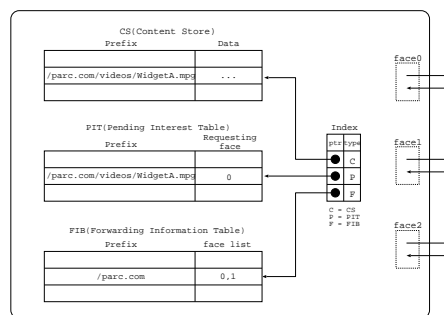 CS(Content Store)
Prefix Data
/parc.com/videos/WidgetA.mpg ...
PIT(Pending Interest Table)
Prefix Requesting face
/parc.com/videos/WidgetA.mpg 0
FIB(Forwarding Information Table)
Prefix face list
/parc.com 0,1
Index
ptr type
C
P
F
C = CS
P = PIT
F = FIB
face0
face1
face2